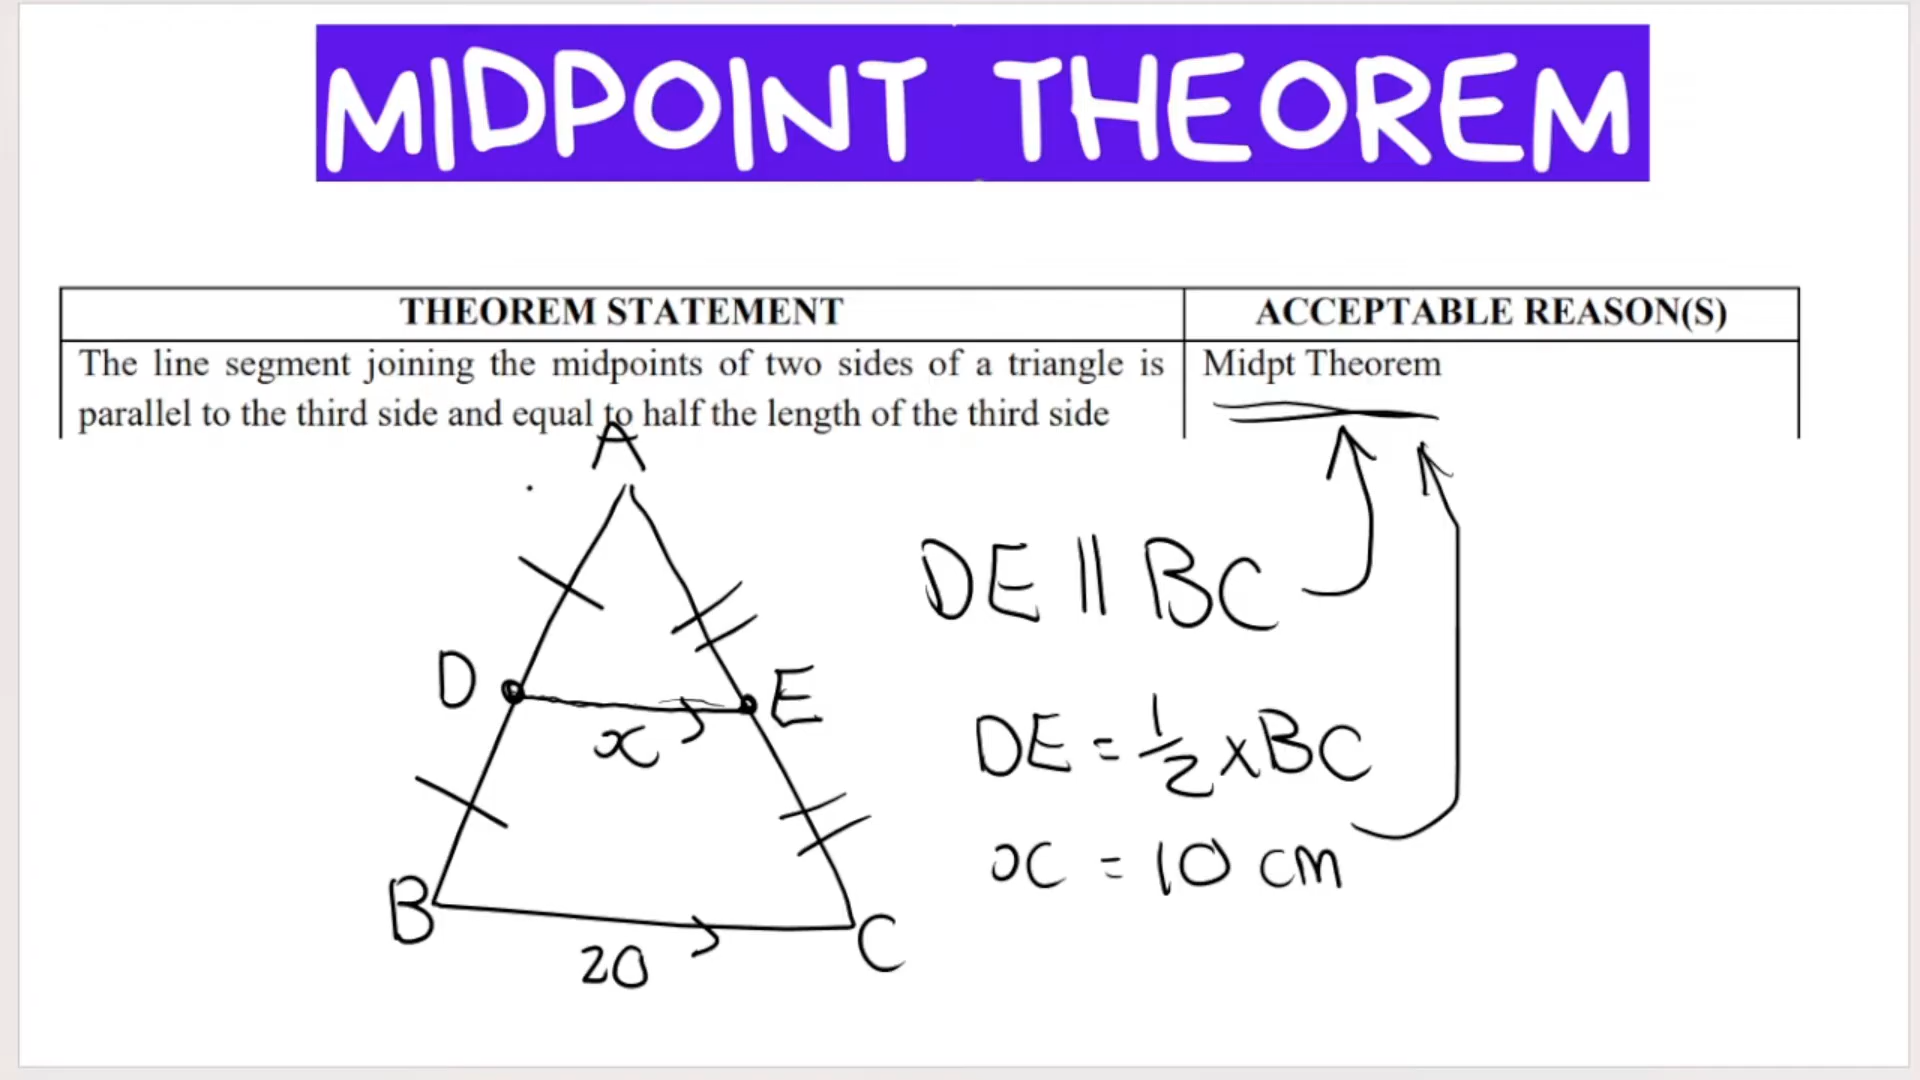 MIDPOINT THEOREM
THEOREM STATEMENT
ACCEPTABLE REASON(S)
The line segment joining the midpoints of two sides of a triangle is
parallel to the third side and equal to half the length of the third side
Midpt Theorem
A
DE || BC
D
E
x
DE = 1/2 × BC
x = 10 cm
B
C
20